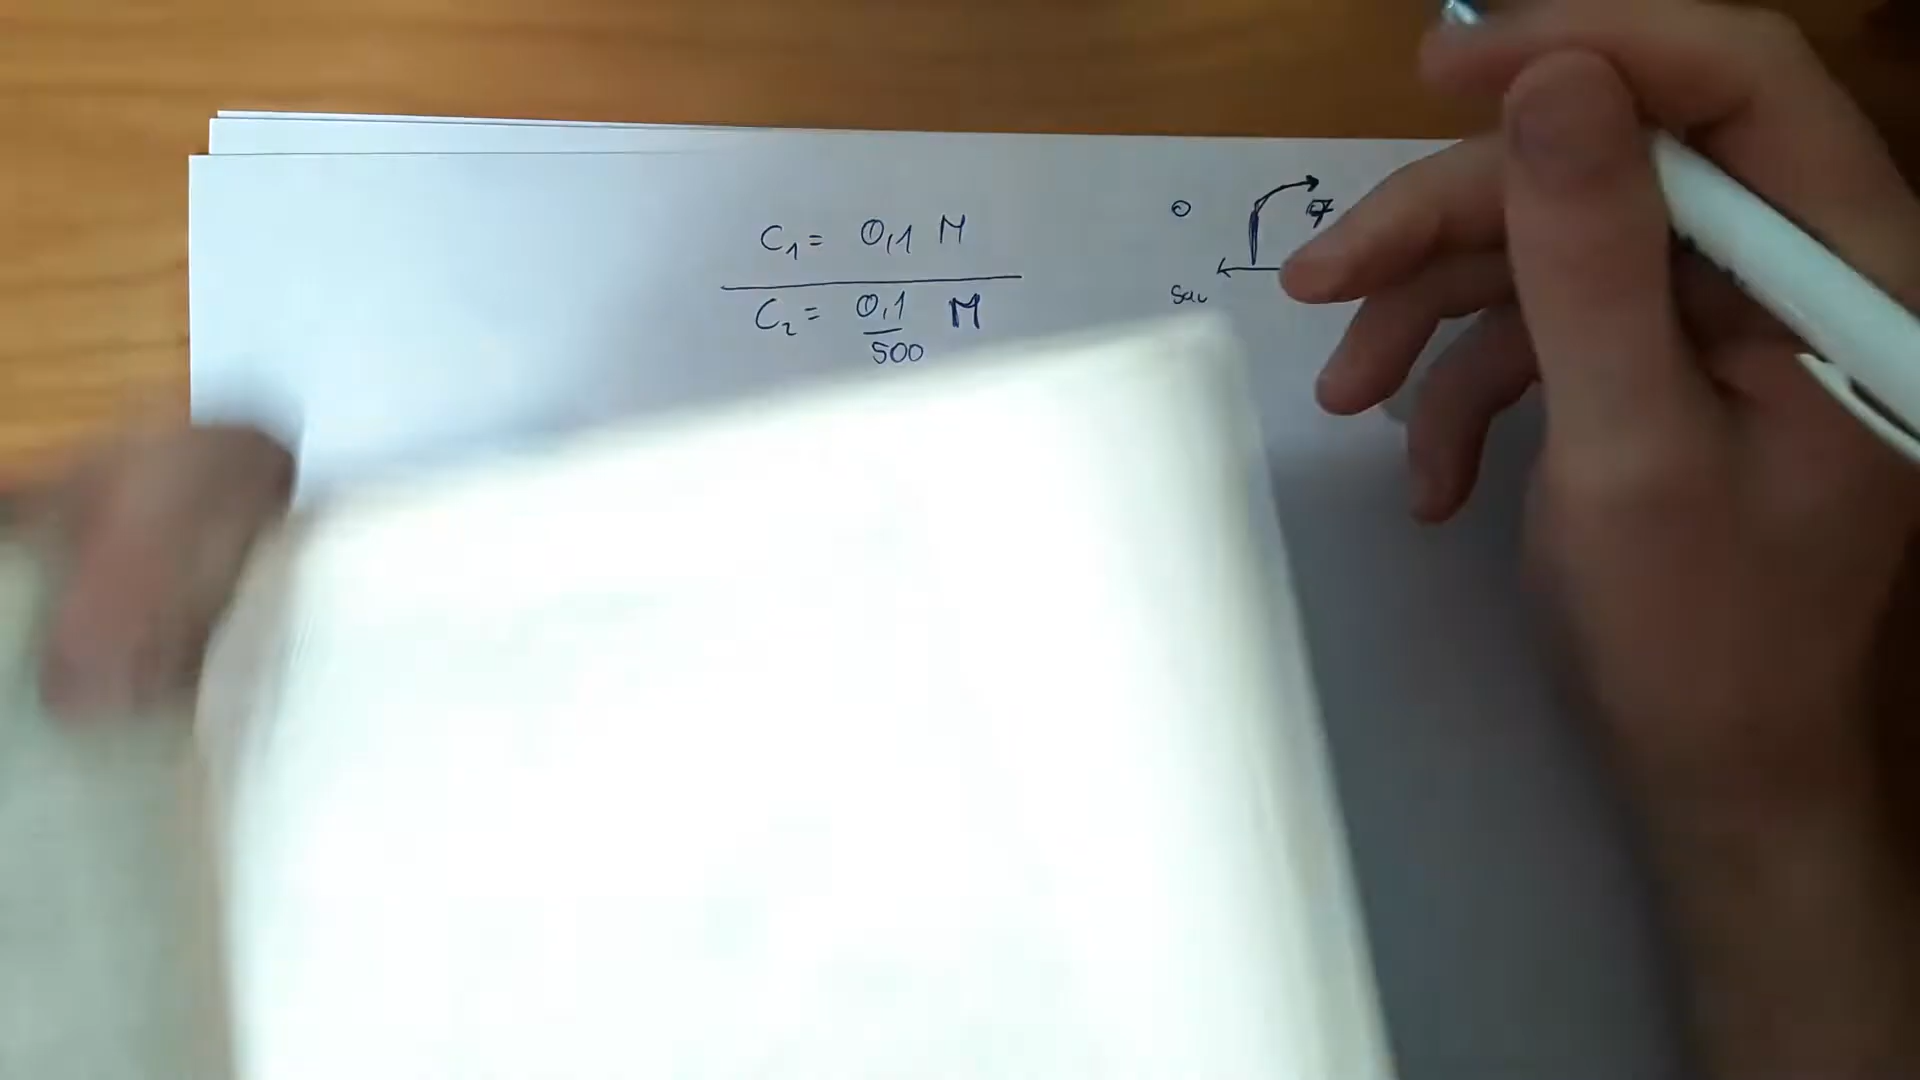 C₁ = 0,1 M
C₂ = 0,1/500 M